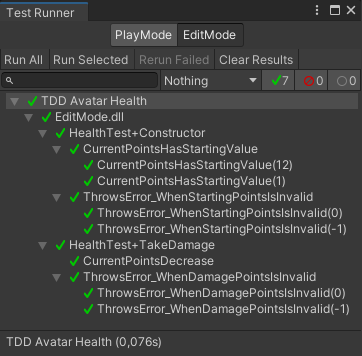 Test Runner
PlayMode EditMode
Run All Run Selected Rerun Failed Clear Results
Nothing 7 0 0
TDD Avatar Health
EditMode.dll
HealthTest+Constructor
CurrentPointsHasStartingValue
CurrentPointsHasStartingValue(12)
CurrentPointsHasStartingValue(1)
ThrowsError_WhenStartingPointsIsInvalid
ThrowsError_WhenStartingPointsIsInvalid(0)
ThrowsError_WhenStartingPointsIsInvalid(-1)
HealthTest+TakeDamage
CurrentPointsDecrease
ThrowsError_WhenDamagePointsIsInvalid
ThrowsError_WhenDamagePointsIsInvalid(0)
ThrowsError_WhenDamagePointsIsInvalid(-1)
TDD Avatar Health (0,076s)